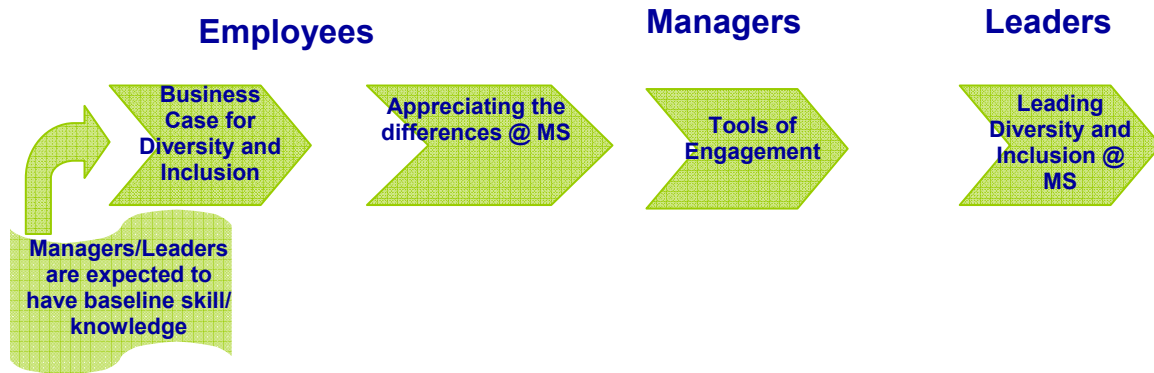 Employees
Managers
Leaders
Business
Case for
Diversity and
Inclusion
Appreciating the
differences @ MS
Tools of
Engagement
Leading
Diversity and
Inclusion @
MS
Managers/Leaders
are expected to
have baseline skill/
knowledge